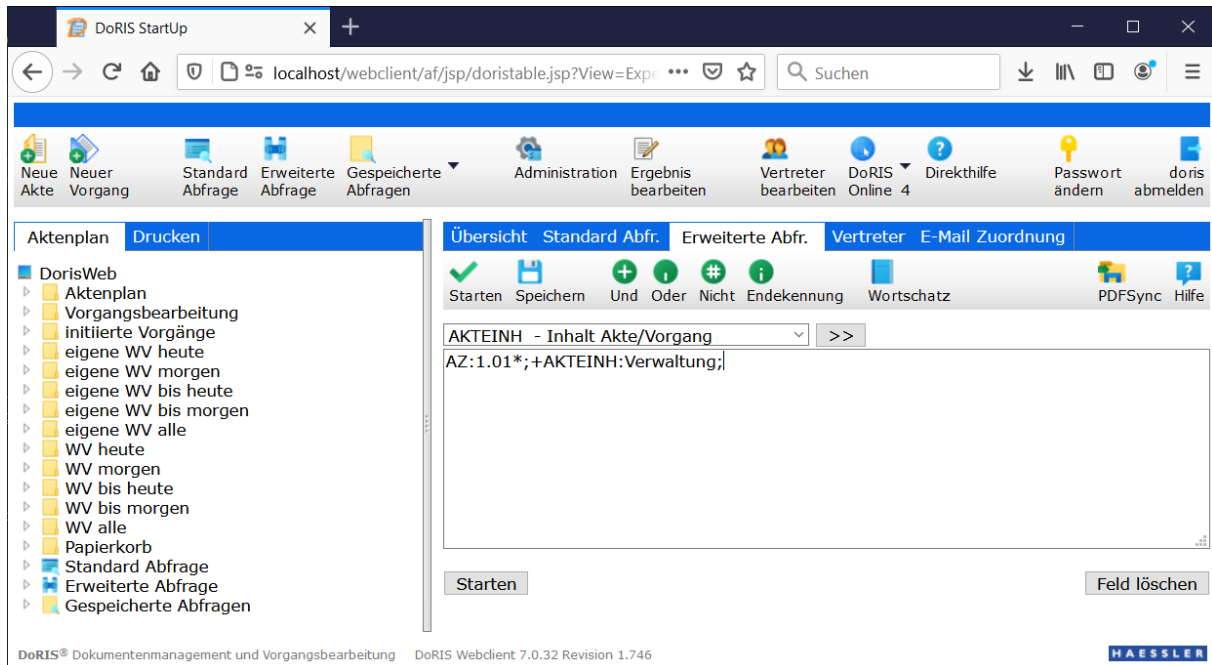 DoRIS StartUp
localhost/webclient/af/jsp/doristable.jsp?View=Expe
Suchen
Neue Akte
Neuer Vorgang
Standard Abfrage
Erweiterte Abfrage
Gespeicherte Abfragen
Administration
Ergebnis bearbeiten
Vertreter bearbeiten
DoRIS Online 4
Direkthilfe
Passwort ändern
doris abmelden
Aktenplan Drucken
DorisWeb
Aktenplan
Vorgangsbearbeitung
initiierte Vorgänge
eigene WV heute
eigene WV morgen
eigene WV bis heute
eigene WV bis morgen
eigene WV alle
WV heute
WV morgen
WV bis heute
WV bis morgen
WV alle
Papierkorb
Standard Abfrage
Erweiterte Abfrage
Gespeicherte Abfragen
Übersicht Standard Abfr. Erweiterte Abfr. Vertreter E-Mail Zuordnung
Starten Speichern Und Oder Nicht Endekennung Wortschatz PDFSync Hilfe
AKTEINH - Inhalt Akte/Vorgang >>
AZ:1.01*;+AKTEINH:Verwaltung;
Starten Feld löschen
DoRIS® Dokumentenmanagement und Vorgangsbearbeitung DoRIS Webclient 7.0.32 Revision 1.746
HAESSLER